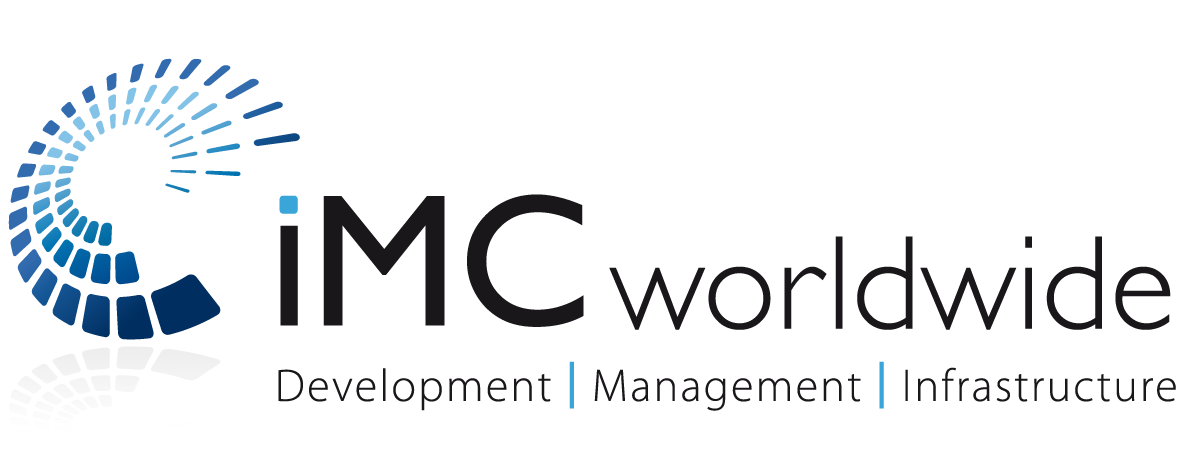 iMC worldwide
Development | Management | Infrastructure